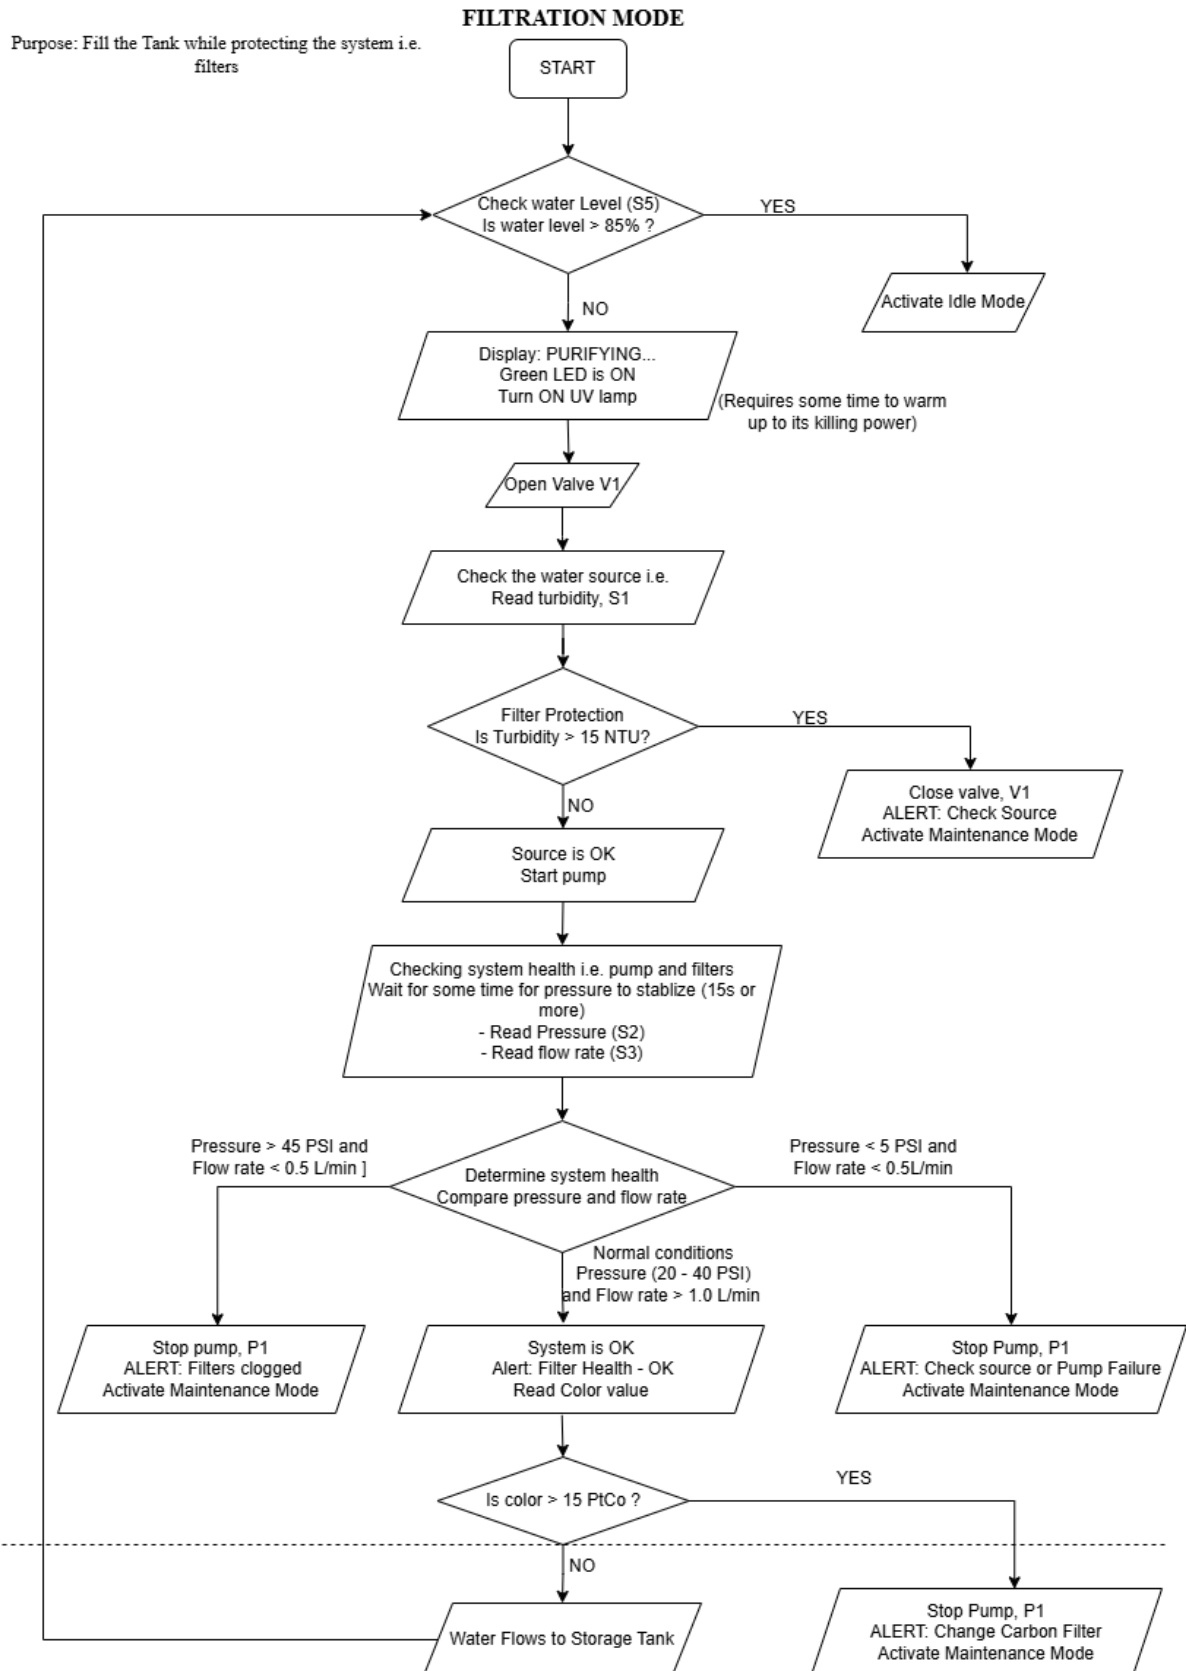 FILTRATION MODE
Purpose: Fill the Tank while protecting the system i.e.
filters
START
Check water Level (S5)
Is water level > 85% ?
YES
Activate Idle Mode
NO
Display: PURIFYING...
Green LED is ON
Turn ON UV lamp
(Requires some time to warm
up to its killing power)
Open Valve V1
Check the water source i.e.
Read turbidity, S1
Filter Protection
Is Turbidity > 15 NTU?
YES
Close valve, V1
ALERT: Check Source
Activate Maintenance Mode
NO
Source is OK
Start pump
Checking system health i.e. pump and filters
Wait for some time for pressure to stablize (15s or
more)
- Read Pressure (S2)
- Read flow rate (S3)
Pressure > 45 PSI and
Flow rate < 0.5 L/min ]
Determine system health
Compare pressure and flow rate
Pressure < 5 PSI and
Flow rate < 0.5L/min
Normal conditions
Pressure (20 - 40 PSI)
and Flow rate > 1.0 L/min
Stop pump, P1
ALERT: Filters clogged
Activate Maintenance Mode
System is OK
Alert: Filter Health - OK
Read Color value
Stop Pump, P1
ALERT: Check source or Pump Failure
Activate Maintenance Mode
Is color > 15 PtCo ?
YES
NO
Water Flows to Storage Tank
Stop Pump, P1
ALERT: Change Carbon Filter
Activate Maintenance Mode